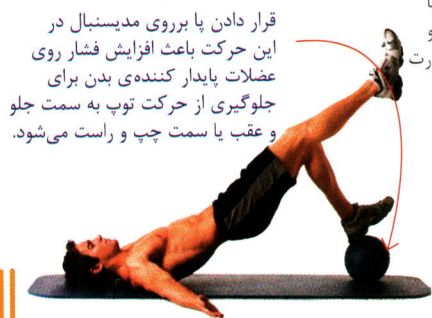 قرار دادن پا برروی مدیسنبال در
این حرکت باعث افزایش فشار روی
عضلات پایدار کننده‌ی بدن برای
جلوگیری از حرکت توپ به سمت جلو
و عقب یا سمت چپ و راست می‌شود.
ا
و
رت